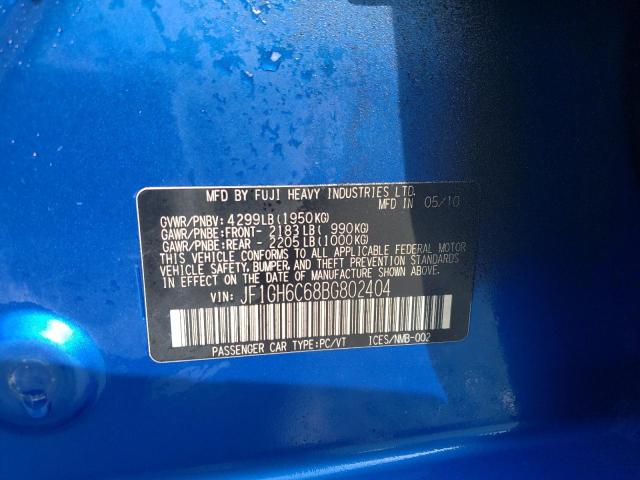 MFD BY FUJI HEAVY INDUSTRIES LTD.
MFD IN 05/10
GVWR/PNBV: 4299LB(1950KG)
GAWR/PNBE:FRONT- 2183LB( 990KG)
GAWR/PNBE:REAR - 2205LB(1000KG)
THIS VEHICLE CONFORMS TO ALL APPLICABLE FEDERAL MOTOR
VEHICLE SAFETY, BUMPER, AND THEFT PREVENTION STANDARDS
IN EFFECT ON THE DATE OF MANUFACTURE SHOWN ABOVE.
VIN: JF1GH6C68BG802404
PASSENGER CAR TYPE:PC/VT ICES/NMB-002